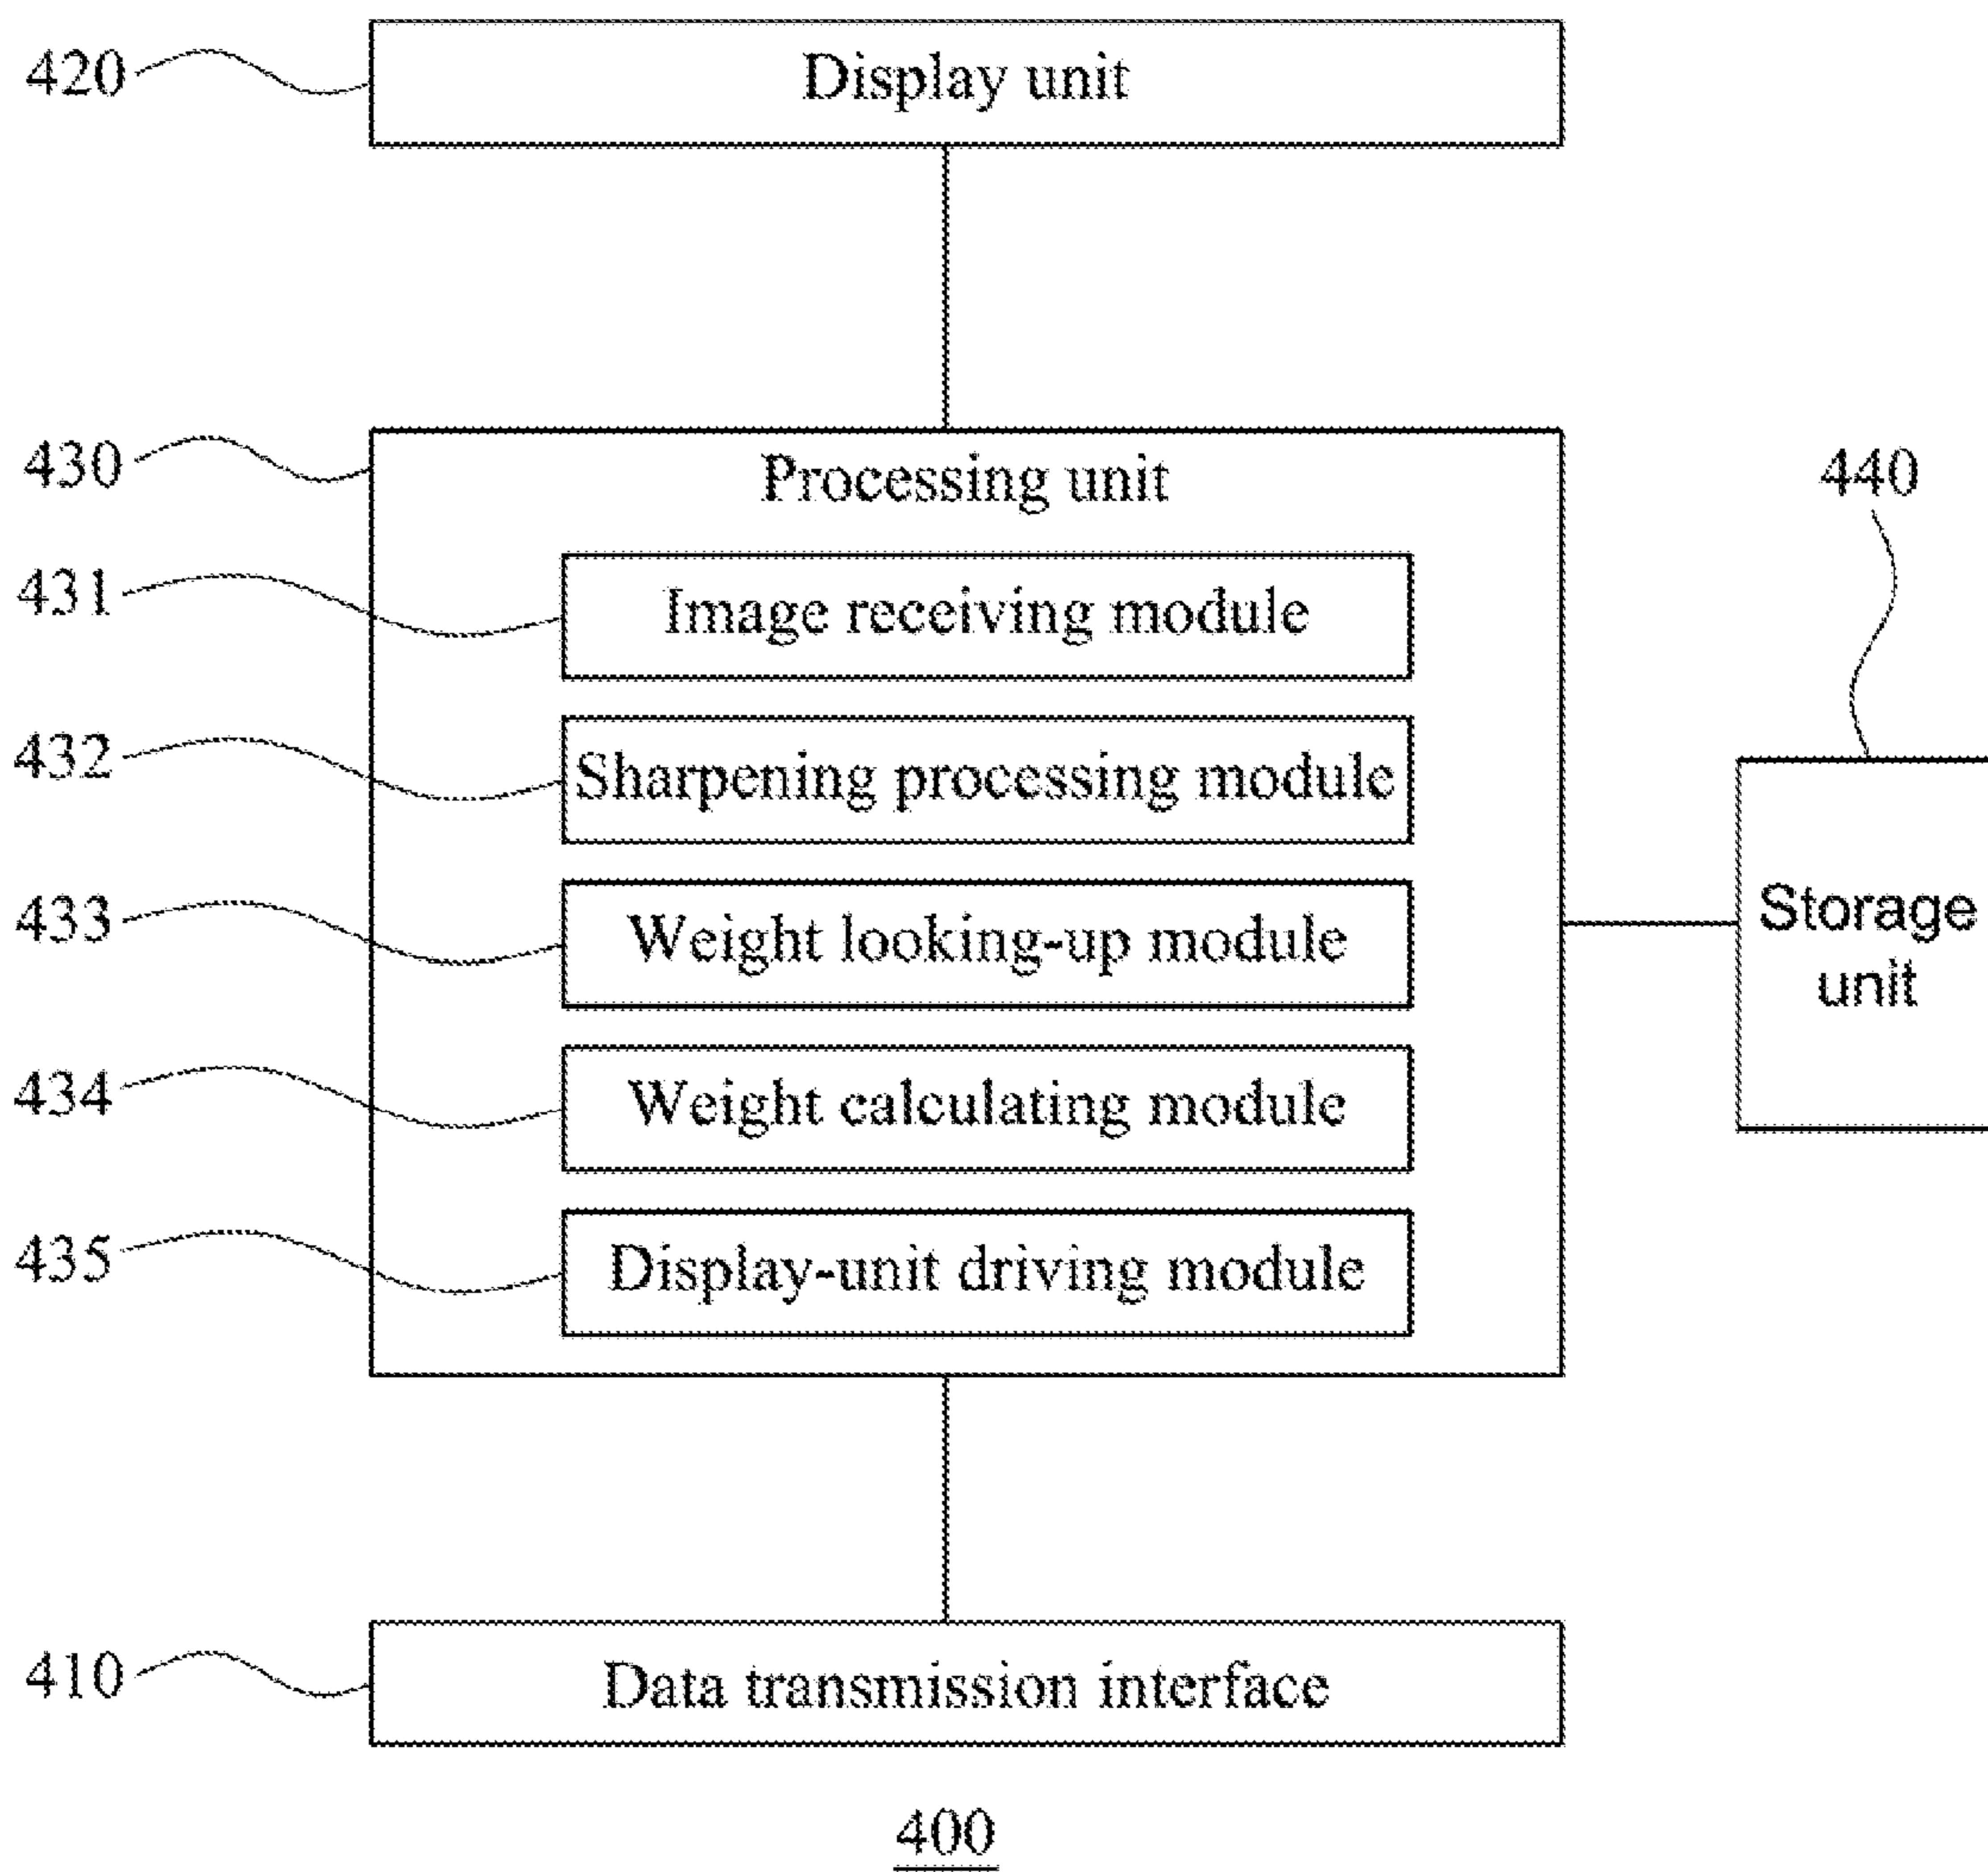 420
Display unit
430
Processing unit
440
431
Image receiving module
432
Sharpening processing module
433
Weight looking-up module
Storage
unit
434
Weight calculating module
435
Display-unit driving module
410
Data transmission interface
400